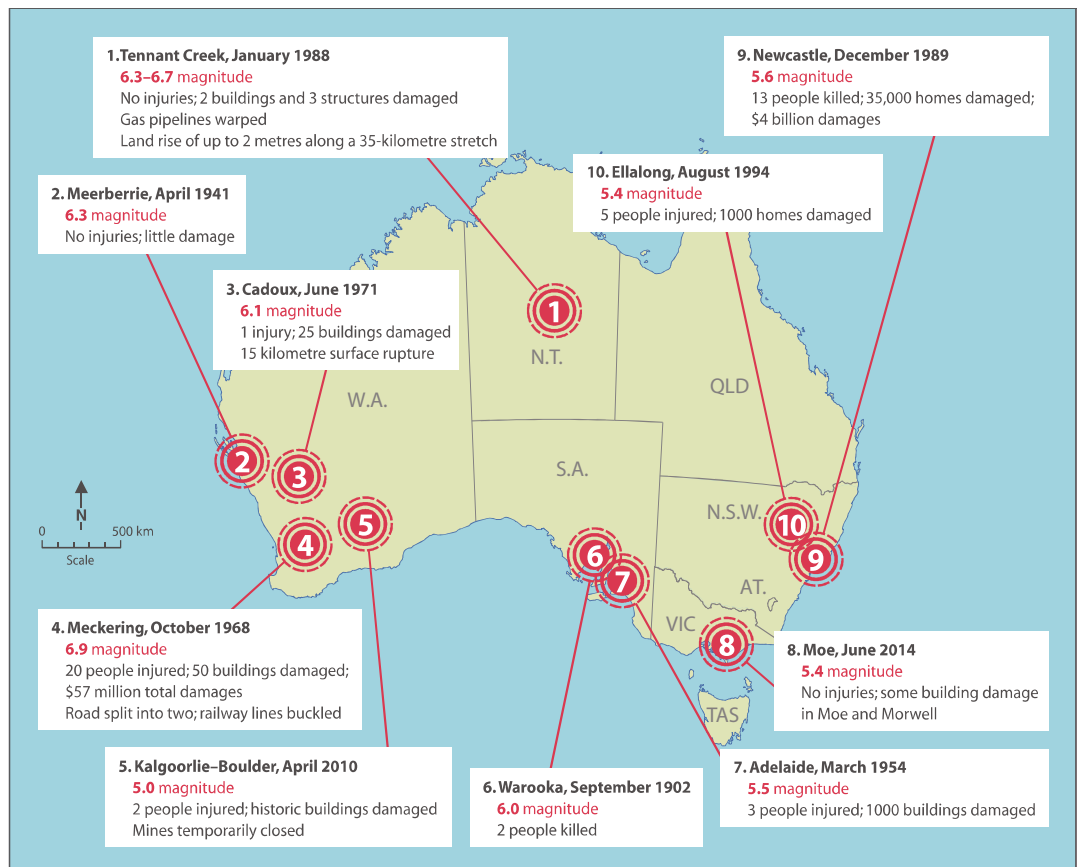 1. Tennant Creek, January 1988
6.3–6.7 magnitude
No injuries; 2 buildings and 3 structures damaged
Gas pipelines warped
Land rise of up to 2 metres along a 35-kilometre stretch
9. Newcastle, December 1989
5.6 magnitude
13 people killed; 35,000 homes damaged;
$4 billion damages
10. Ellalong, August 1994
5.4 magnitude
5 people injured; 1000 homes damaged
2. Meerberrie, April 1941
6.3 magnitude
No injuries; little damage
3. Cadoux, June 1971
6.1 magnitude
1 injury; 25 buildings damaged
15 kilometre surface rupture
1
N.T.
QLD
W.A.
2
3
S.A.
N
0 500 km
Scale
4
5
N.S.W.
10
9
6
7
A.T.
VIC
8
TAS
4. Meckering, October 1968
6.9 magnitude
20 people injured; 50 buildings damaged;
$57 million total damages
Road split into two; railway lines buckled
8. Moe, June 2014
5.4 magnitude
No injuries; some building damage
in Moe and Morwell
5. Kalgoorlie–Boulder, April 2010
5.0 magnitude
2 people injured; historic buildings damaged
Mines temporarily closed
6. Warooka, September 1902
6.0 magnitude
2 people killed
7. Adelaide, March 1954
5.5 magnitude
3 people injured; 1000 buildings damaged